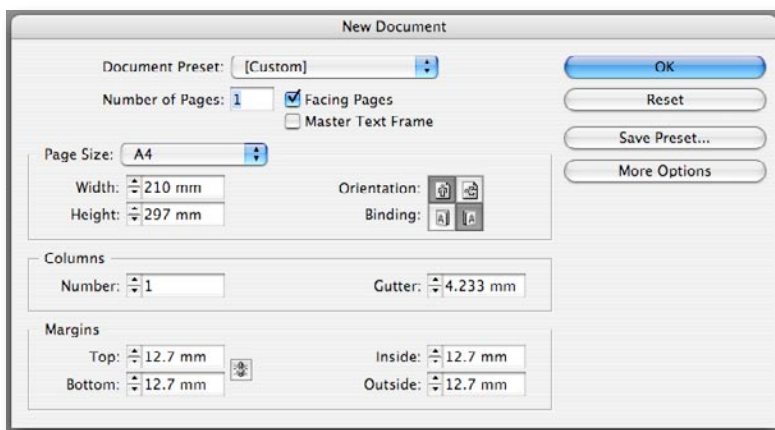 New Document
Document Preset: [Custom]
OK
Number of Pages: 1 Facing Pages
Reset
Master Text Frame
Save Preset...
Page Size: A4
More Options
Width: 210 mm Orientation:
Height: 297 mm Binding: A A
Columns
Number: 1 Gutter: 4.233 mm
Margins
Top: 12.7 mm Inside: 12.7 mm
Bottom: 12.7 mm Outside: 12.7 mm